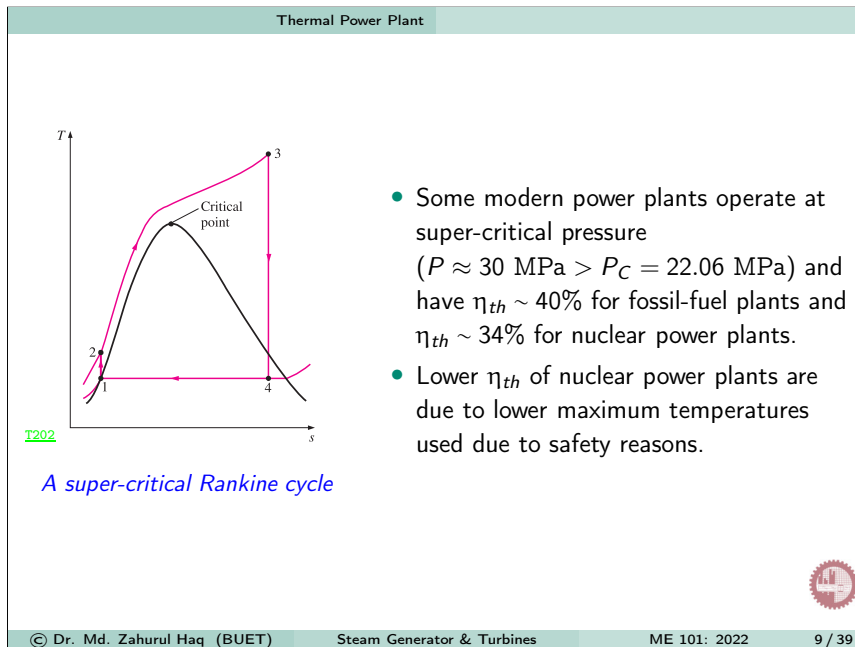 Thermal Power Plant
T
3
Critical
point
2
1
4
s
T202
A super-critical Rankine cycle
• Some modern power plants operate at
super-critical pressure
(P ≈ 30 MPa > P_C = 22.06 MPa) and
have η_th ∼ 40% for fossil-fuel plants and
η_th ∼ 34% for nuclear power plants.
• Lower η_th of nuclear power plants are
due to lower maximum temperatures
used due to safety reasons.
© Dr. Md. Zahurul Haq (BUET) Steam Generator & Turbines ME 101: 2022 9 / 39